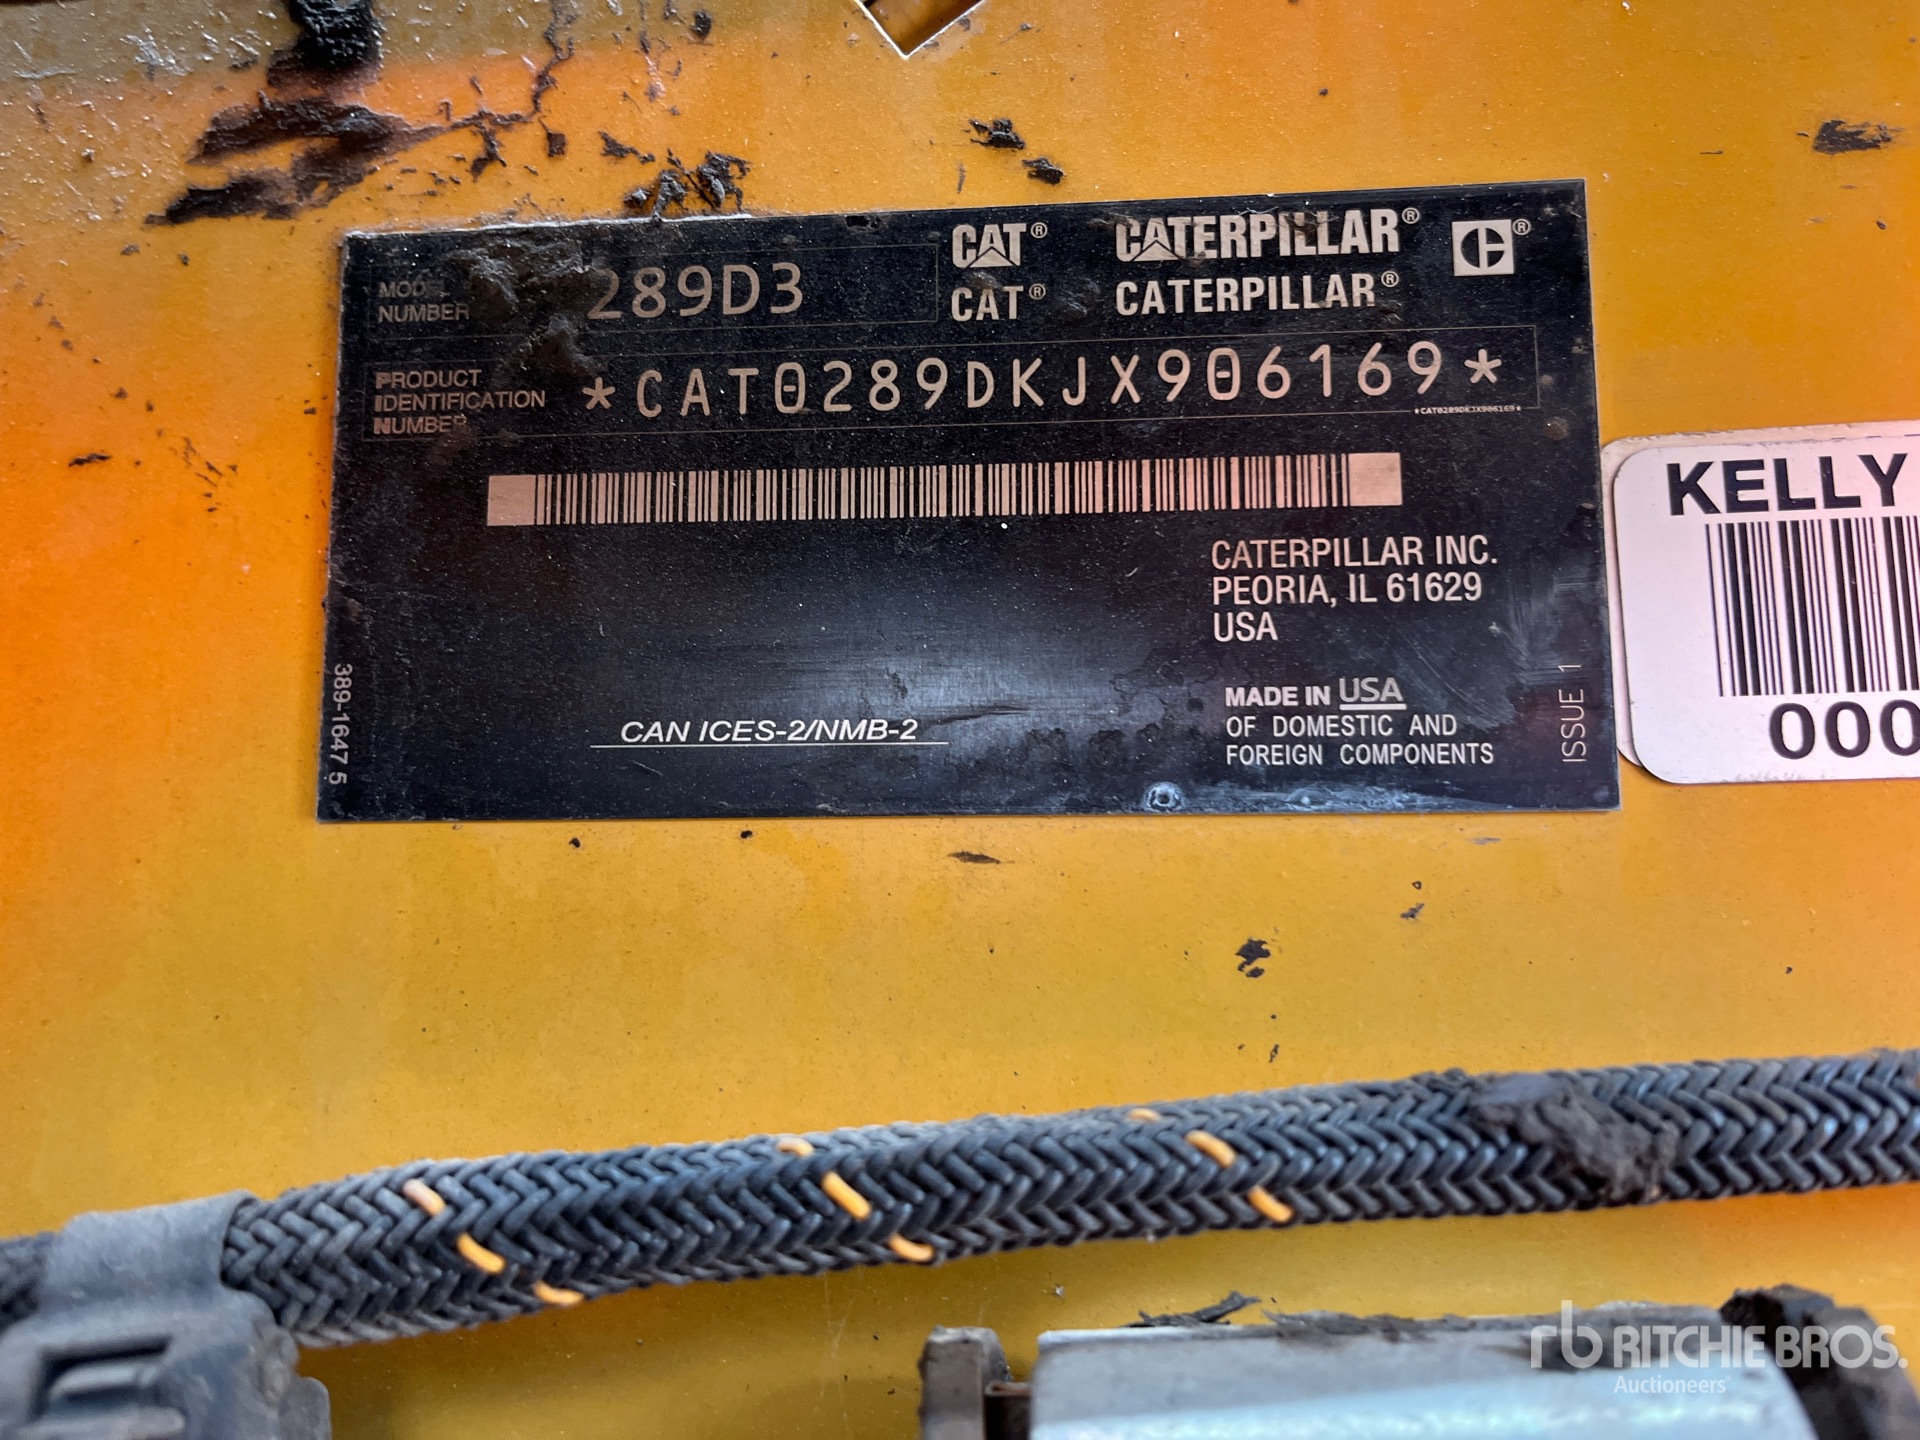 MODEL
NUMBER
289D3
CAT® CATERPILLAR® ®
CAT® CATERPILLAR®
PRODUCT
IDENTIFICATION
NUMBER
*CAT0289DKJX906169*
*CAT0289DKJX906169*
CATERPILLAR INC.
PEORIA, IL 61629
USA
MADE IN USA
OF DOMESTIC AND
FOREIGN COMPONENTS
CAN ICES-2/NMB-2
389-1647 5
ISSUE 1
KELLY
000
rb RITCHIE BROS.
Auctioneers